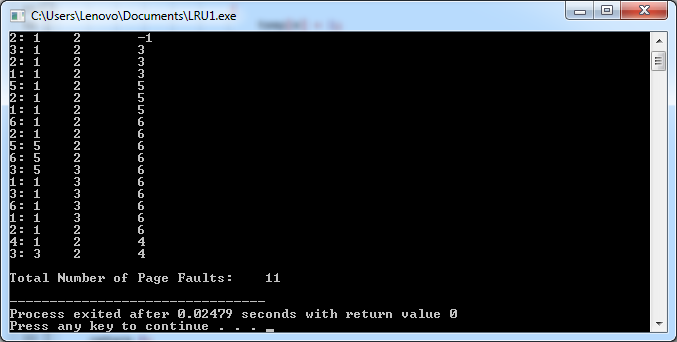 C:\Users\Lenovo\Documents\LRU1.exe
2: 1 2 -1
3: 1 2 3
2: 1 2 3
1: 1 2 3
5: 1 2 5
2: 1 2 5
1: 1 2 5
6: 1 2 6
2: 1 2 6
5: 5 2 6
6: 5 2 6
3: 5 3 6
1: 1 3 6
3: 1 3 6
6: 1 3 6
1: 1 3 6
2: 1 2 6
4: 1 2 4
3: 3 2 4
Total Number of Page Faults: 11
--------------------------------
Process exited after 0.02479 seconds with return value 0
Press any key to continue . . .